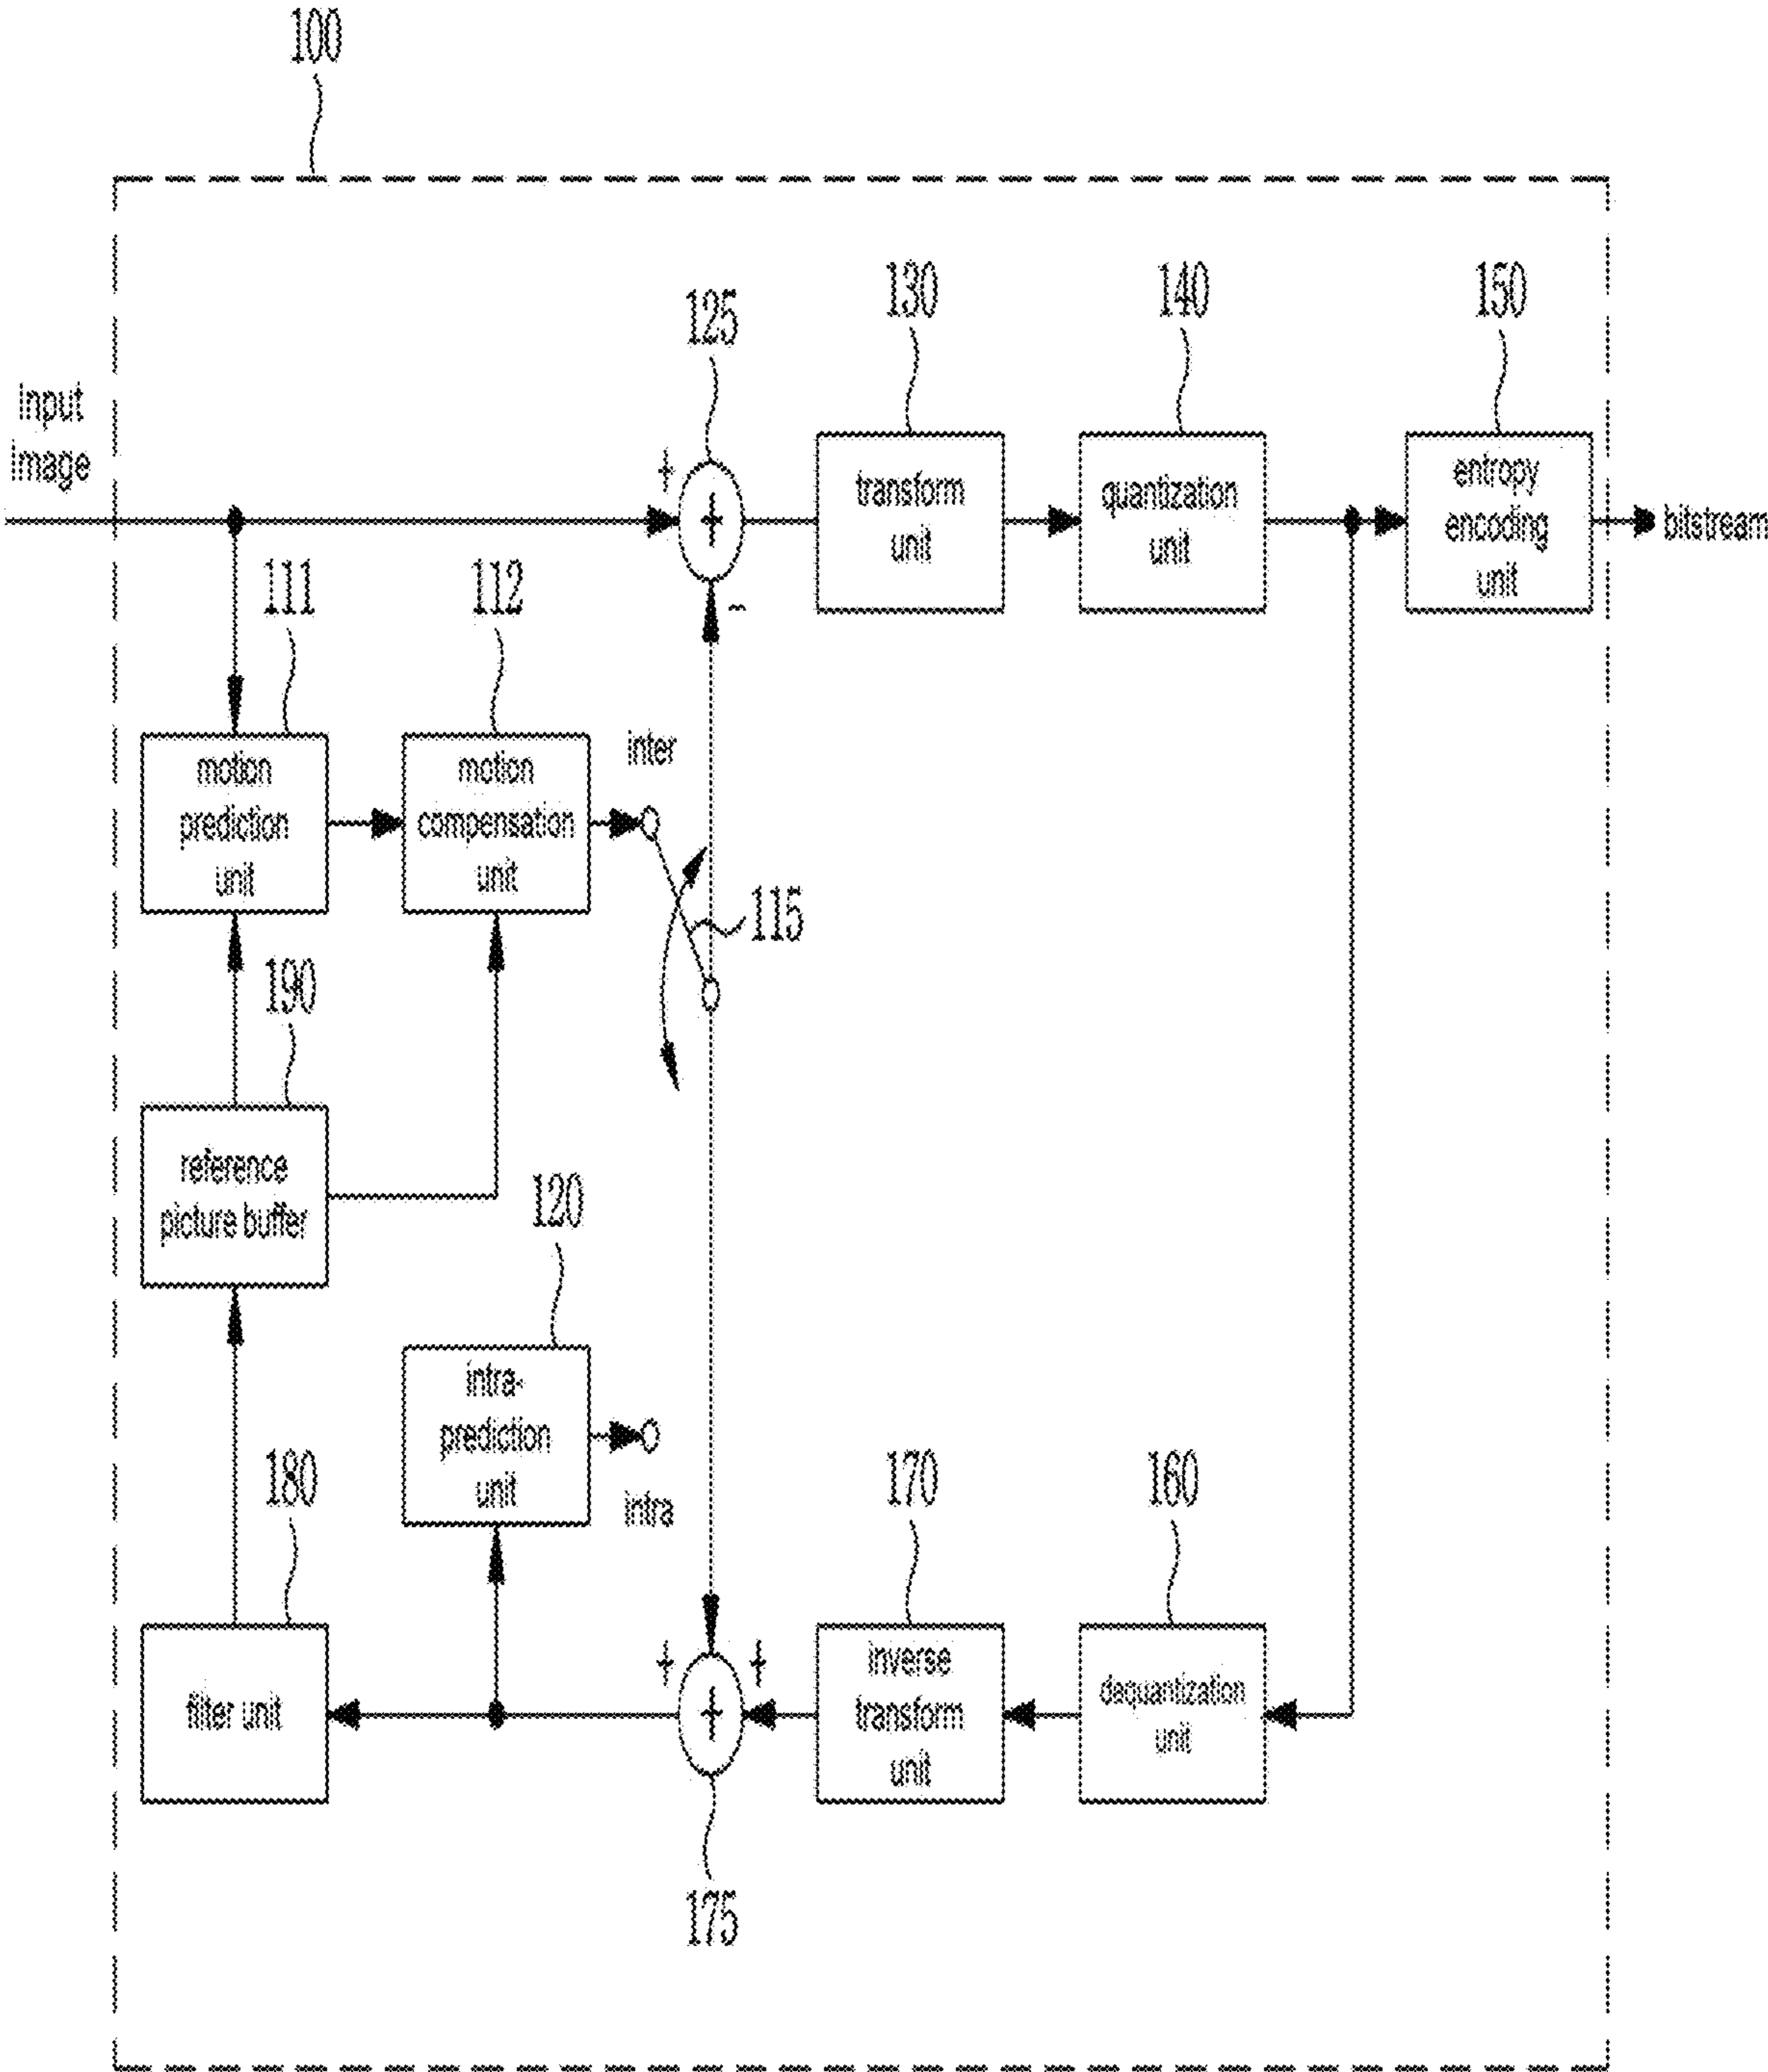 100
125
130
140
150
input
image
+
+
transform
unit
quantization
unit
entropy
encoding
unit
bitstream
-
111
112
motion
prediction
unit
motion
compensation
unit
inter
115
190
reference
picture buffer
120
intra-
prediction
unit
intra
180
170
160
filter unit
+
+
+
inverse
transform
unit
dequantization
unit
175